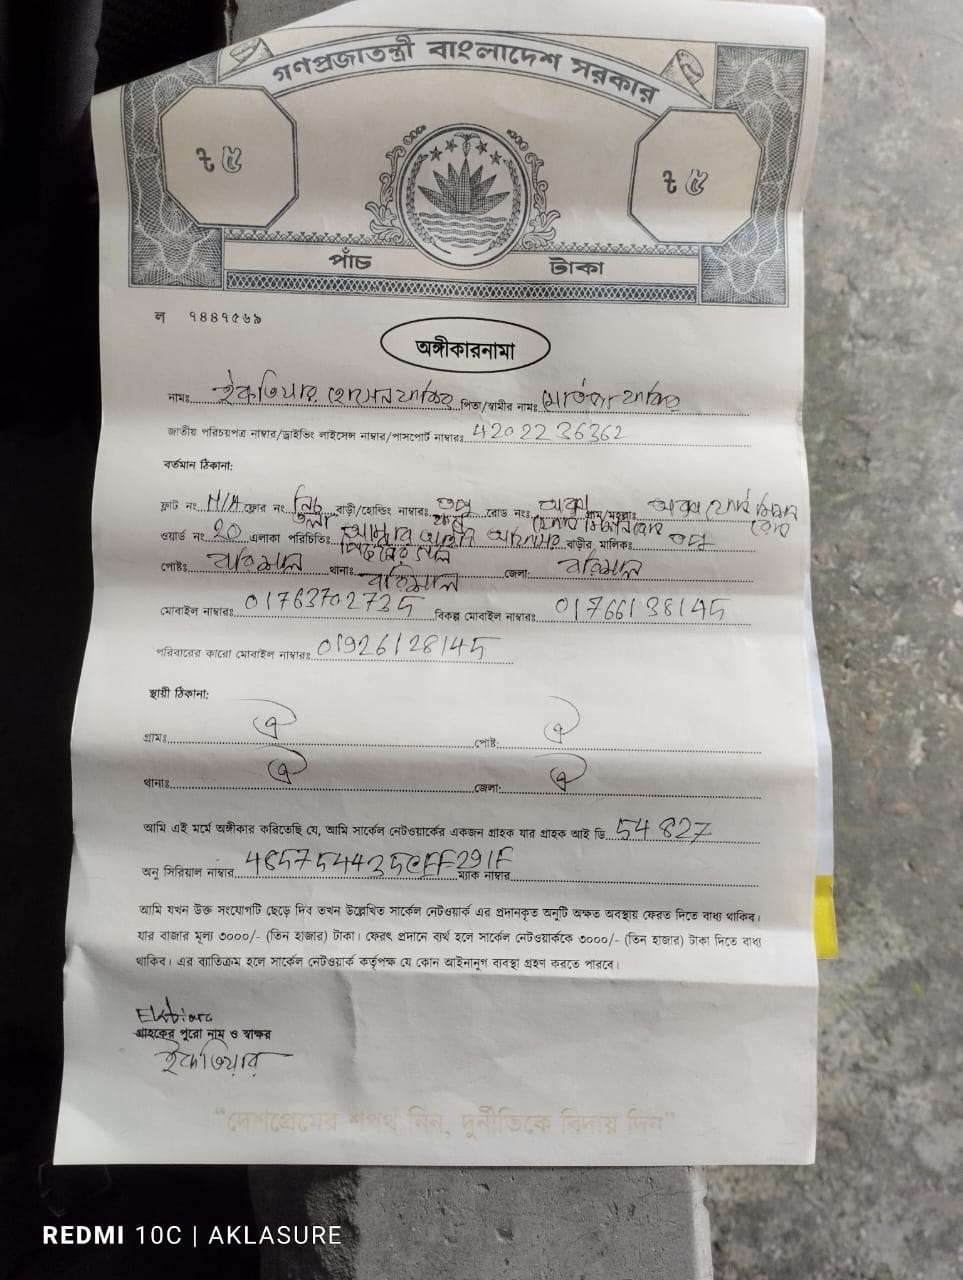 গণপ্রজাতন্ত্রী বাংলাদেশ সরকার
৳ ৫ ৳ ৫
পাঁচ টাকা
ল ৭৪৪৭৫৬৯
অঙ্গীকারনামা
নামঃ ইকতিয়ার হোসেন পিতা/স্বামীর নামঃ
জাতীয় পরিচয়পত্র নাম্বার/ড্রাইভিং লাইসেন্স নাম্বার/পাসপোর্ট নাম্বারঃ 4202236362
বর্তমান ঠিকানা:
ফ্লাট নং N/A ফ্লোর নং নিচ তলা বাড়ী/হোল্ডিং নাম্বারঃ রোড নংঃ গ্রাম/মহল্লাঃ
ওয়ার্ড নং 20 এলাকা পরিচিতিঃ বাড়ীর মালিকঃ
পোষ্টঃ বরিশাল থানাঃ বরিশাল জেলা: বরিশাল
মোবাইল নাম্বারঃ 01763702735 বিকল্প মোবাইল নাম্বারঃ 01766138145
পরিবারের কারো মোবাইল নাম্বারঃ 01926128145
স্থায়ী ঠিকানা:
গ্রামঃ ঐ পোষ্ট: ঐ
থানাঃ ঐ জেলা: ঐ
আমি এই মর্মে অঙ্গীকার করিতেছি যে, আমি সার্কেল নেটওয়ার্কের একজন গ্রাহক যার গ্রাহক আই ডি 54827
অনু সিরিয়াল নাম্বার ম্যাক নাম্বার
আমি যখন উক্ত সংযোগটি ছেড়ে দিব তখন উল্লেখিত সার্কেল নেটওয়ার্ক এর প্রদানকৃত অনুটি অক্ষত অবস্থায় ফেরত দিতে বাধ্য থাকিব।
যার বাজার মূল্য ৩০০০/- (তিন হাজার) টাকা। ফেরৎ প্রদানে ব্যর্থ হলে সার্কেল নেটওয়ার্ককে ৩০০০/- (তিন হাজার) টাকা দিতে বাধ্য
থাকিব। এর ব্যাতিক্রম হলে সার্কেল নেটওয়ার্ক কর্তৃপক্ষ যে কোন আইনানুগ ব্যবস্থা গ্রহণ করতে পারবে।
গ্রাহকের পুরো নাম ও স্বাক্ষর
ইকতিয়ার
“দেশপ্রেমের শপথ নিন, দুর্নীতিকে বিদায় দিন”
REDMI 10C | AKLASURE